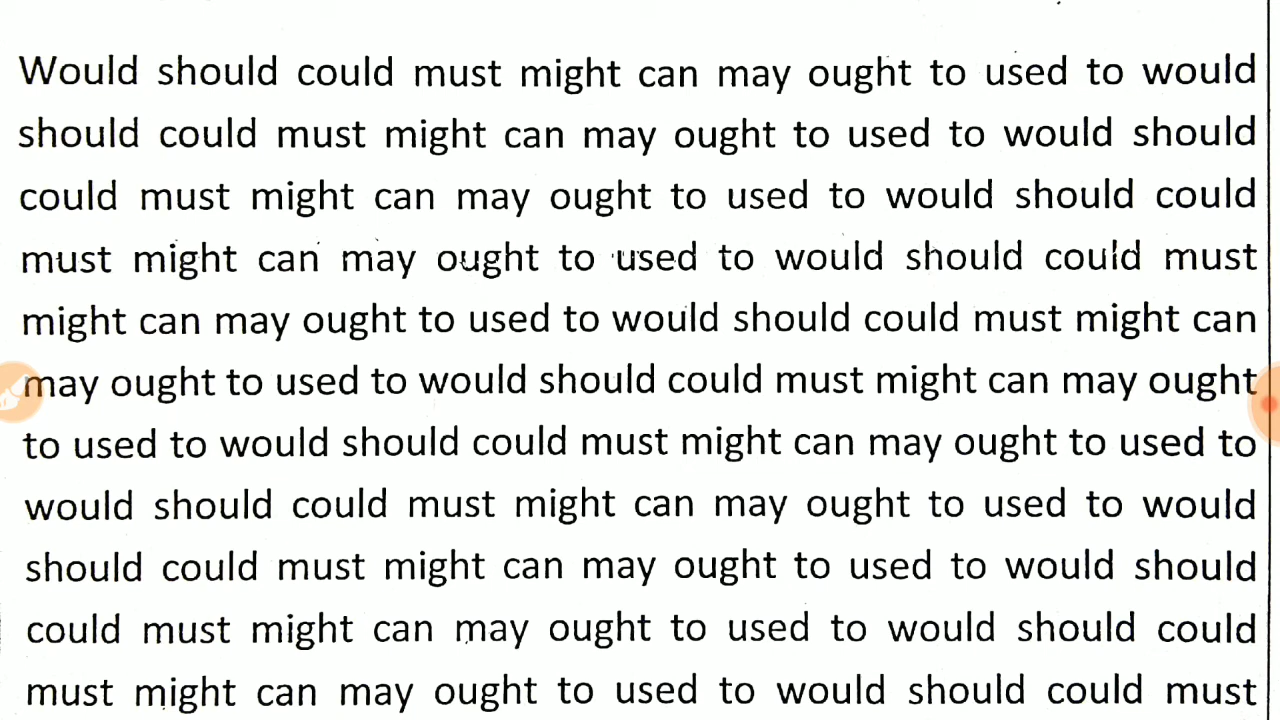 Would should could must might can may ought to used to would
should could must might can may ought to used to would should
could must might can may ought to used to would should could
must might can may ought to used to would should could must
might can may ought to used to would should could must might can
may ought to used to would should could must might can may ought
to used to would should could must might can may ought to used to
would should could must might can may ought to used to would
should could must might can may ought to used to would should
could must might can may ought to used to would should could
must might can may ought to used to would should could must